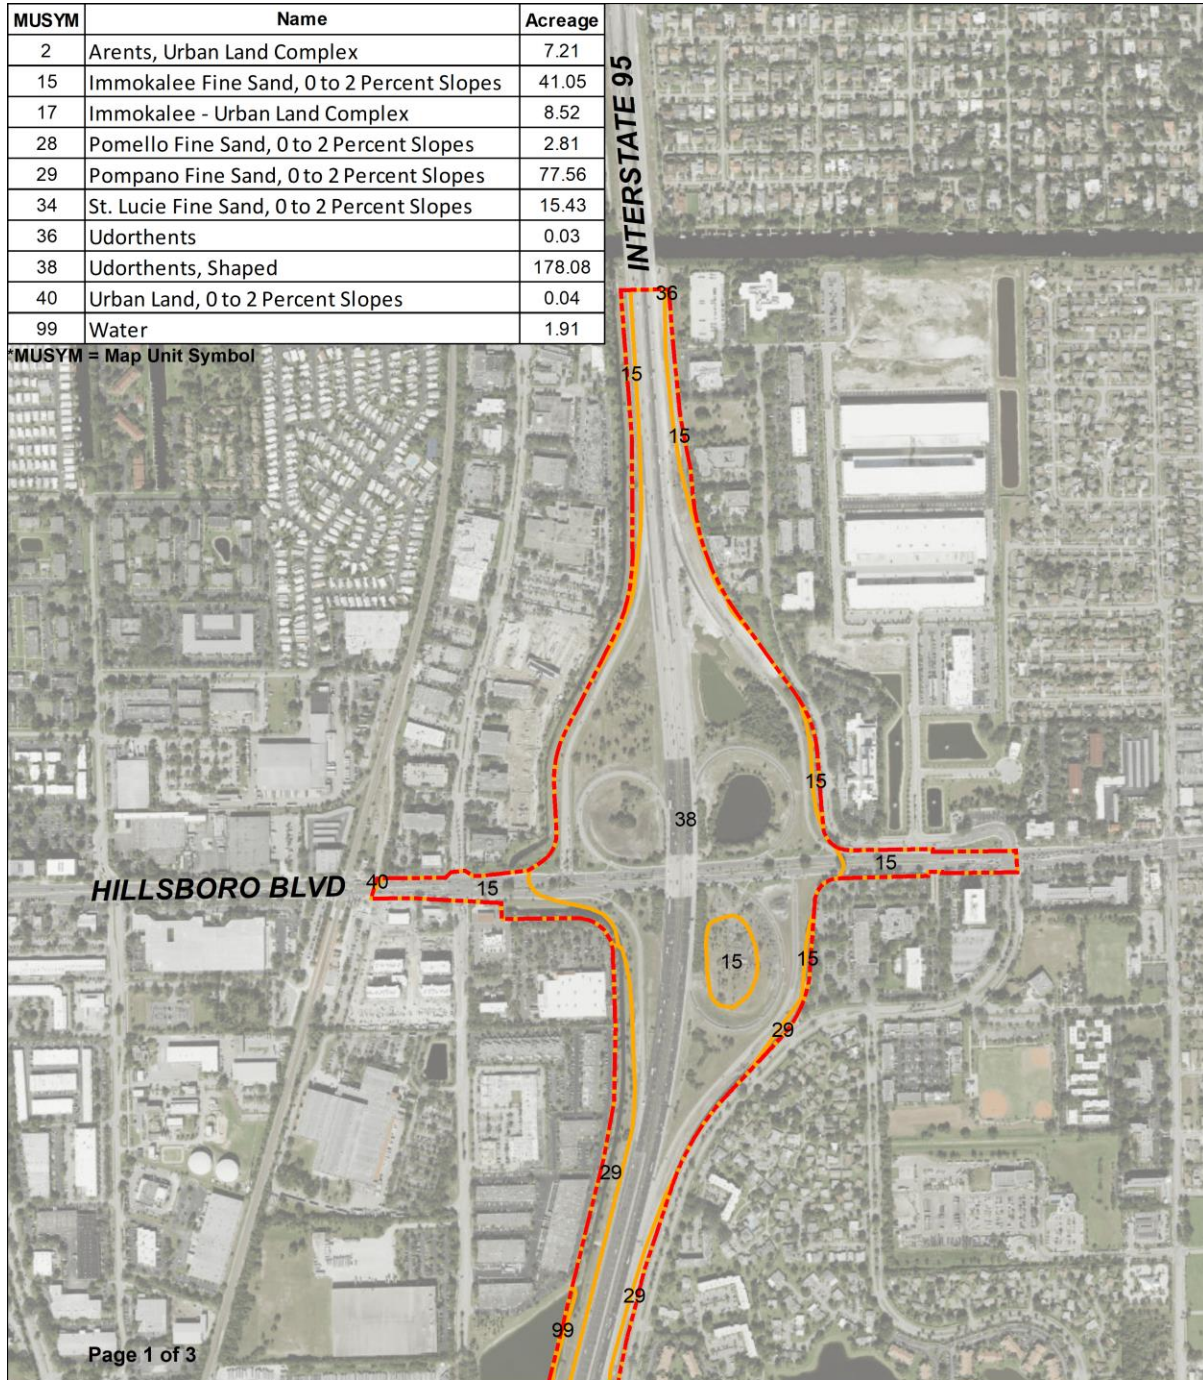 MUSYM Name Acreage
2 Arents, Urban Land Complex 7.21
15 Immokalee Fine Sand, 0 to 2 Percent Slopes 41.05
17 Immokalee - Urban Land Complex 8.52
28 Pomello Fine Sand, 0 to 2 Percent Slopes 2.81
29 Pompano Fine Sand, 0 to 2 Percent Slopes 77.56
34 St. Lucie Fine Sand, 0 to 2 Percent Slopes 15.43
36 Udorthents 0.03
38 Udorthents, Shaped 178.08
40 Urban Land, 0 to 2 Percent Slopes 0.04
99 Water 1.91
*MUSYM = Map Unit Symbol
INTERSTATE 95
36
15
15
15
38
15
40
15
HILLSBORO BLVD
15
15
29
29
29
99
Page 1 of 3